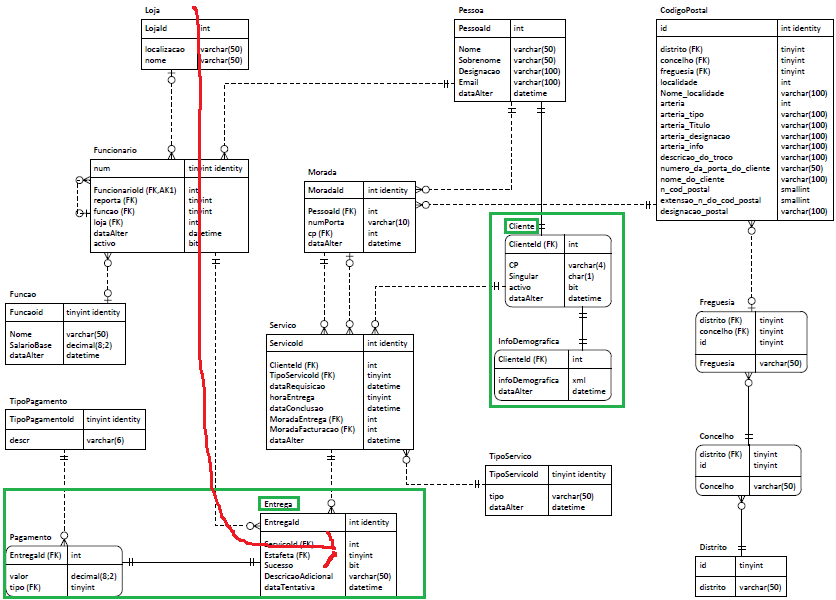 Loja
LojaId int
localizacao varchar(50)
nome varchar(50)
Pessoa
PessoaId int
Nome varchar(50)
Sobrenome varchar(50)
Designacao varchar(100)
Email varchar(100)
dataAlter datetime
CodigoPostal
id int identity
distrito (FK) tinyint
concelho (FK) tinyint
freguesia (FK) tinyint
localidade int
Nome_localidade varchar(100)
arteria int
arteria_tipo varchar(100)
arteria_Titulo varchar(100)
arteria_designacao varchar(100)
arteria_info varchar(100)
descricao_do_troco varchar(100)
numero_da_porta_do_cliente varchar(50)
nome_do_cliente varchar(100)
n_cod_postal smallint
extensao_n_do_cod_postal smallint
designacao_postal varchar(100)
Funcionario
num tinyint identity
FuncionarioId (FK,AK1) int
reporta (FK) tinyint
funcao (FK) tinyint
loja (FK) int
dataAlter datetime
activo bit
Morada
MoradaId int identity
PessoaId (FK) int
numPorta varchar(10)
cp (FK) int
dataAlter datetime
Cliente
ClienteId (FK) int
CP varchar(4)
Singular char(1)
activo bit
dataAlter datetime
InfoDemografica
ClienteId (FK) int
infoDemografica xml
dataAlter datetime
Funcao
Funcaoid tinyint identity
Nome varchar(50)
SalarioBase decimal(8;2)
dataAlter datetime
Servico
ServicoId int identity
ClienteId (FK) int
TipoServicoId (FK) tinyint
dataRequisicao datetime
horaEntrega tinyint
dataConclusao datetime
MoradaEntrega (FK) int
MoradaFacturacao (FK) int
dataAlter datetime
Freguesia
distrito (FK) tinyint
concelho (FK) tinyint
id tinyint
Freguesia varchar(50)
TipoPagamento
TipoPagamentoId tinyint identity
descr varchar(6)
TipoServico
TipoServicoId tinyint identity
tipo varchar(50)
dataAlter datetime
Concelho
distrito (FK) tinyint
id tinyint
Concelho varchar(50)
Entrega
EntregaId int identity
ServicoId (FK) int
Estafeta (FK) tinyint
Sucesso bit
DescricaoAdicional varchar(50)
dataTentativa datetime
Pagamento
EntregaId (FK) int
valor decimal(8;2)
tipo (FK) tinyint
Distrito
id tinyint
distrito varchar(50)